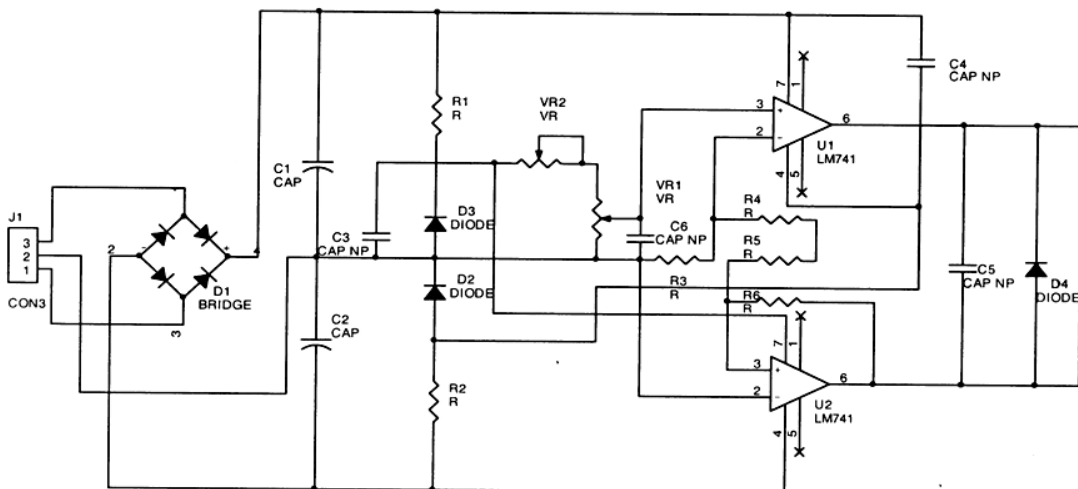 C4
CAP NP
R1
R
VR2
VR
7
1
3
+
6
2
-
U1
LM741
C1
CAP
VR1
VR
4
5
J1
3
2
1
CON3
2
-
+
4
D1
BRIDGE
3
D3
DIODE
C3
CAP NP
C6
CAP NP
R4
R
R5
R
C5
CAP NP
D4
DIODE
D2
DIODE
R3
R
R6
R
C2
CAP
7
1
3
+
6
2
-
R2
R
U2
LM741
4
5